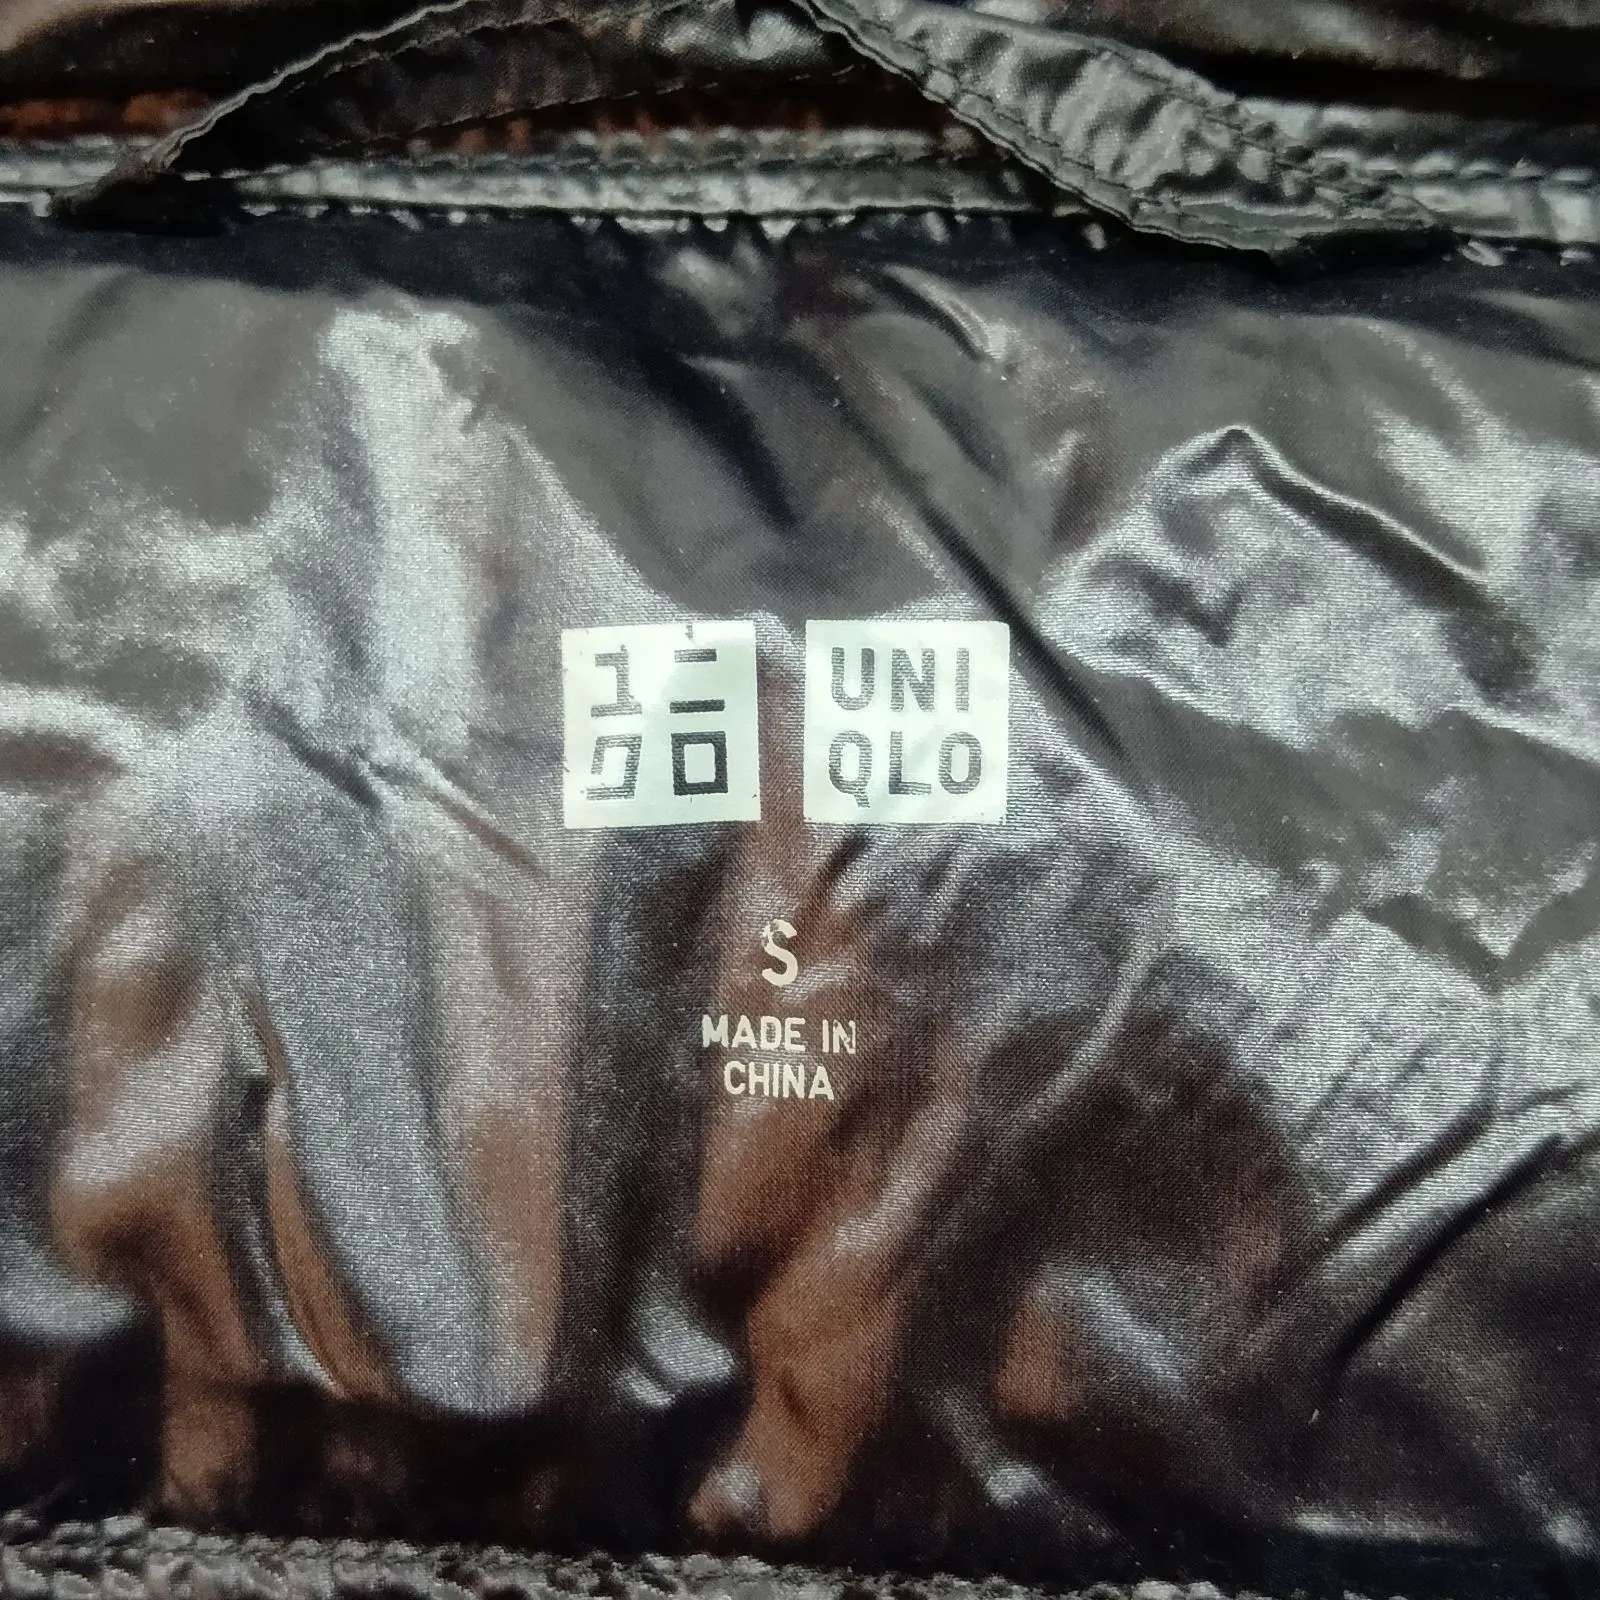 ユニ
クロ
UNI
QLO
S
MADE IN
CHINA